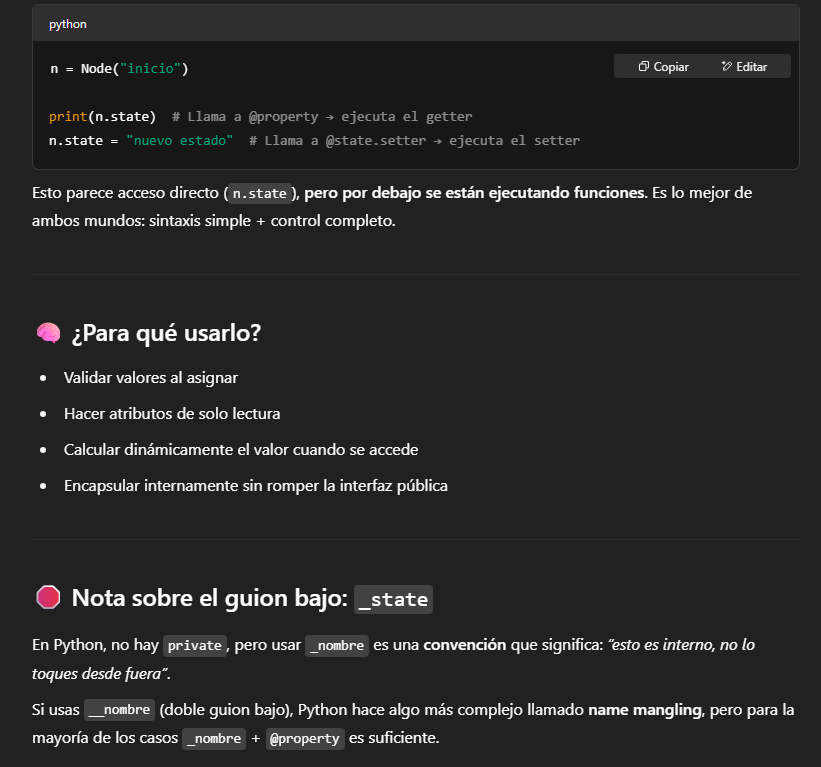 python
Copiar Editar
n = Node("inicio")
print(n.state)  # Llama a @property → ejecuta el getter
n.state = "nuevo estado"  # Llama a @state.setter → ejecuta el setter
Esto parece acceso directo (n.state), pero por debajo se están ejecutando funciones. Es lo mejor de
ambos mundos: sintaxis simple + control completo.
🧠 ¿Para qué usarlo?
• Validar valores al asignar
• Hacer atributos de solo lectura
• Calcular dinámicamente el valor cuando se accede
• Encapsular internamente sin romper la interfaz pública
🛑 Nota sobre el guion bajo: _state
En Python, no hay private, pero usar _nombre es una convención que significa: “esto es interno, no lo
toques desde fuera”.
Si usas __nombre (doble guion bajo), Python hace algo más complejo llamado name mangling, pero para la
mayoría de los casos _nombre + @property es suficiente.